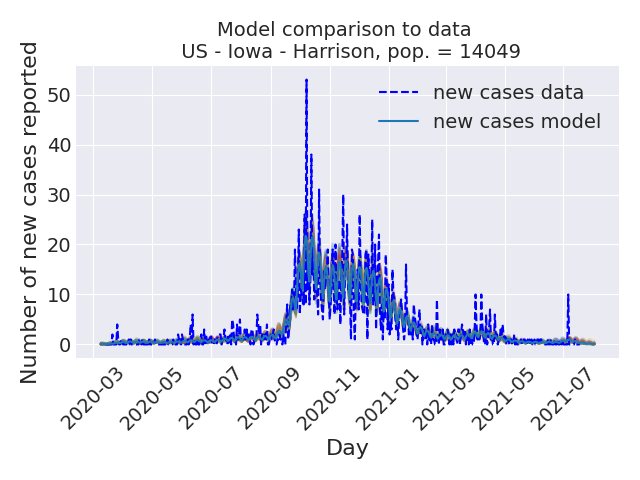 Model comparison to data
US - Iowa - Harrison, pop. = 14049
Number of new cases reported
50
40
30
20
10
0
new cases data
new cases model
2020-03
2020-05
2020-07
2020-09
2020-11
2021-01
2021-03
2021-05
2021-07
Day